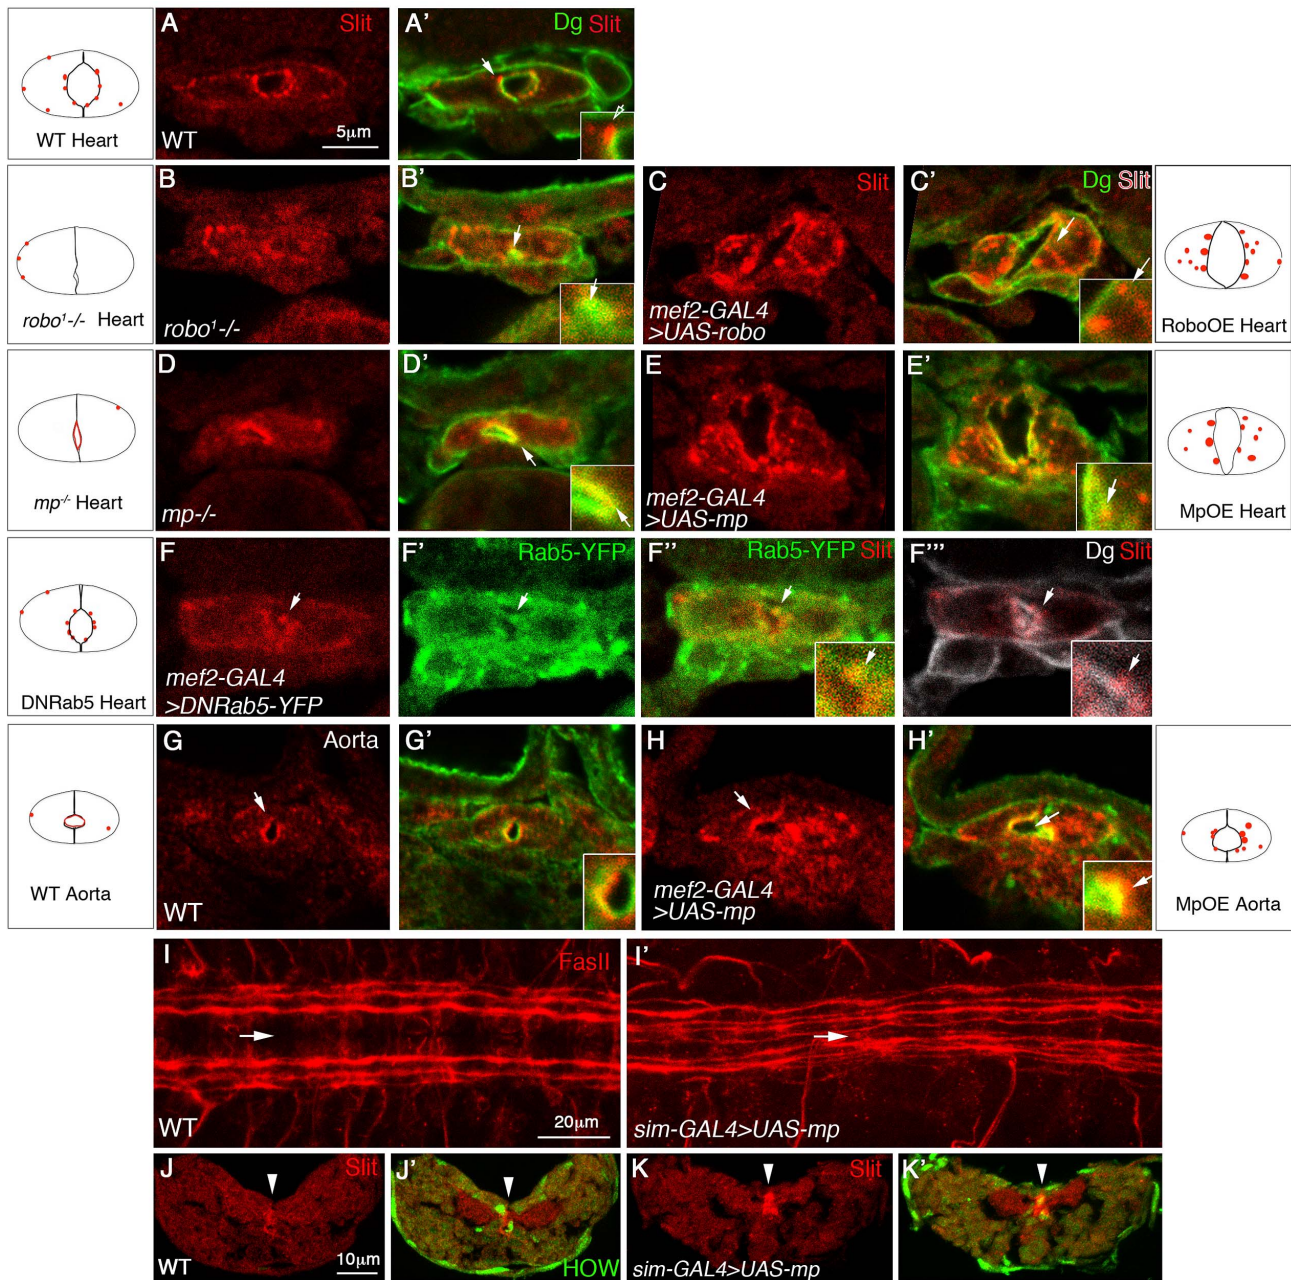 A Slit
A' Dg Slit
WT Heart
WT
5μm
B
B'
C Slit
C' Dg Slit
robo¹-/- Heart
robo¹-/-
mef2-GAL4
>UAS-robo
RoboOE Heart
D
D'
E
E'
mp-/- Heart
mp-/-
mef2-GAL4
>UAS-mp
MpOE Heart
F
F' Rab5-YFP
F'' Rab5-YFP Slit
F''' Dg Slit
DNRab5 Heart
mef2-GAL4
>DNRab5-YFP
G Aorta
G'
H
H'
WT Aorta
WT
mef2-GAL4
>UAS-mp
MpOE Aorta
I FasII
I'
WT
20μm
sim-GAL4>UAS-mp
J Slit
J'
K Slit
K'
WT
10μm
HOW
sim-GAL4>UAS-mp